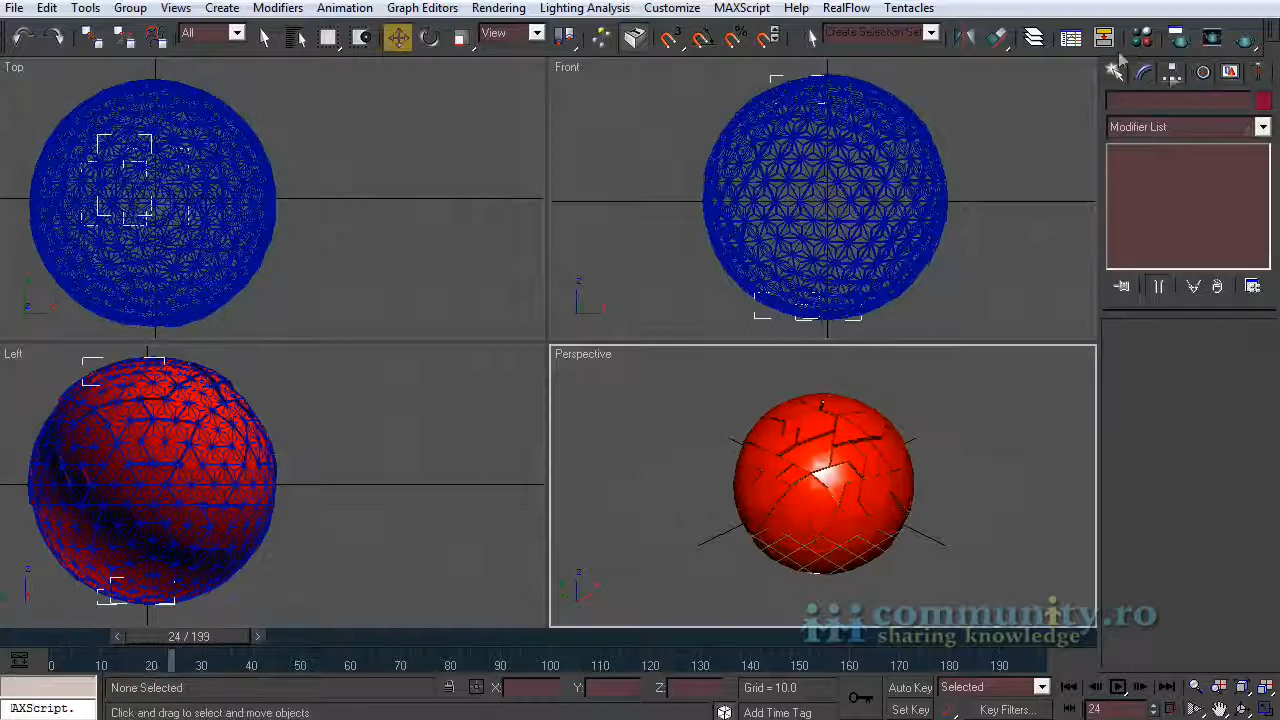 File Edit Tools Group Views Create Modifiers Animation Graph Editors Rendering Lighting Analysis Customize MAXScript Help RealFlow Tentacles
All View Create Selection Set
Top Front
Modifier List
Left Perspective
community.ro
sharing knowledge
< 24 / 199 >
0 10 20 30 40 50 60 70 80 90 100 110 120 130 140 150 160 170 180 190
None Selected X: Y: Z: Grid = 10.0 Auto Key Selected
AXScript. Click and drag to select and move objects Add Time Tag Set Key Key Filters... 24